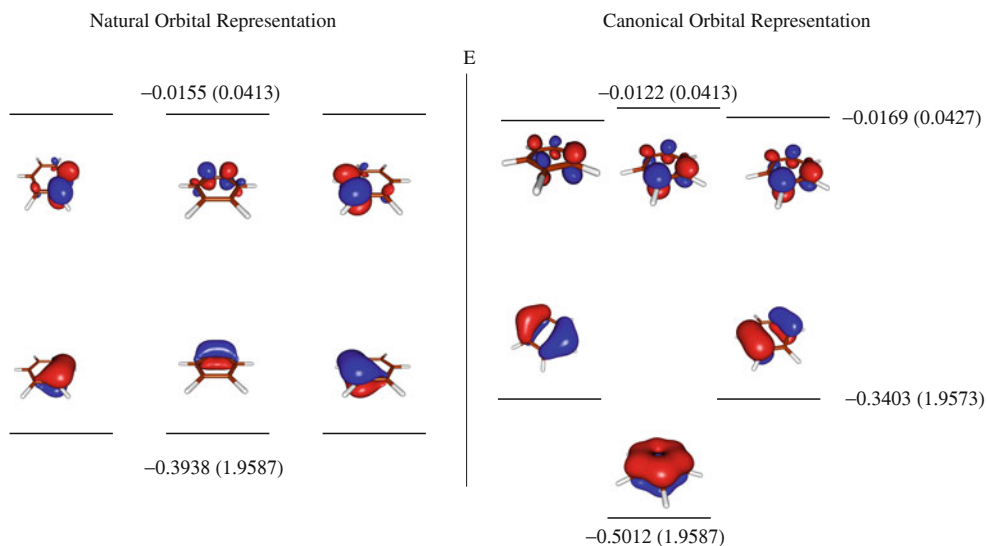 Natural Orbital Representation
Canonical Orbital Representation
E
−0.0155 (0.0413)
−0.0122 (0.0413)
−0.0169 (0.0427)
−0.3403 (1.9573)
−0.3938 (1.9587)
−0.5012 (1.9587)